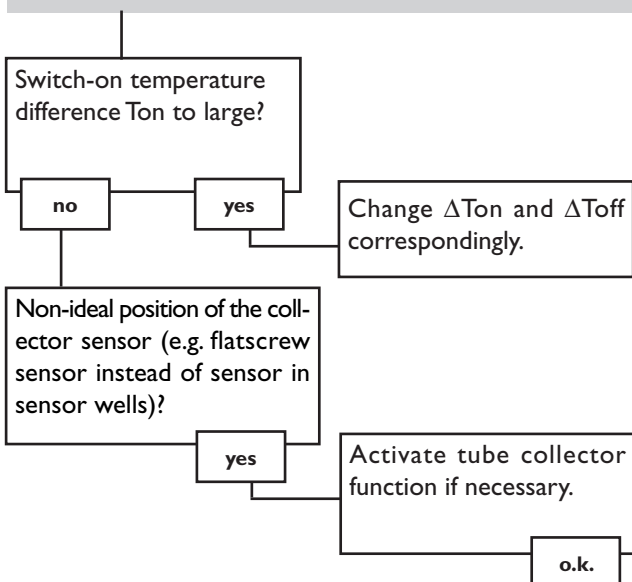 Switch-on temperature
difference Ton to large?
no
yes
Change ΔTon and ΔToff
correspondingly.
Non-ideal position of the coll-
ector sensor (e.g. flatscrew
sensor instead of sensor in
sensor wells)?
yes
Activate tube collector
function if necessary.
o.k.